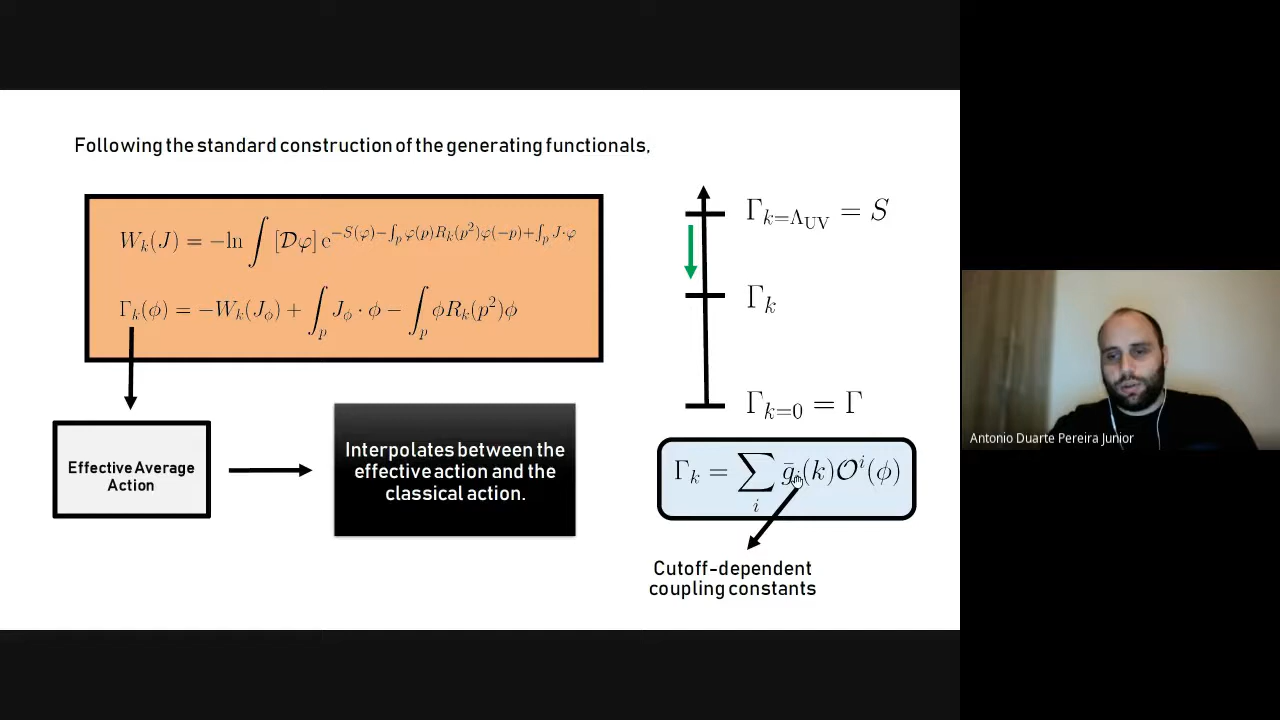 Following the standard construction of the generating functionals,
W_k(J) = −ln ∫ [𝒟φ] e^{−S(φ)−∫_p φ(p)R_k(p²)φ(−p)+∫_p J·φ}
Γ_k(ϕ) = −W_k(J_ϕ) + ∫_p J_ϕ · ϕ − ∫_p ϕR_k(p²)ϕ
Effective Average
Action
Interpolates between the
effective action and the
classical action.
Γ_{k=Λ_UV} = S
Γ_k
Γ_{k=0} = Γ
Γ_k = ∑_i ḡ_i(k)𝒪^i(ϕ)
Cutoff-dependent
coupling constants
Antonio Duarte Pereira Junior